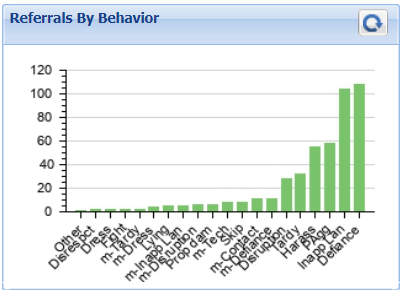 Referrals By Behavior
120
100
80
60
40
20
0
Other
Disrespct
Dress
Fight
m-Tardy
m-Dress
Lying
m-Inapp Lan
m-Disruption
Prop dam
m-Tech
Skip
m-Contact
m-Defiance
Disruption
Tardy
Harass
PAgg
Inapp Lan
Defiance